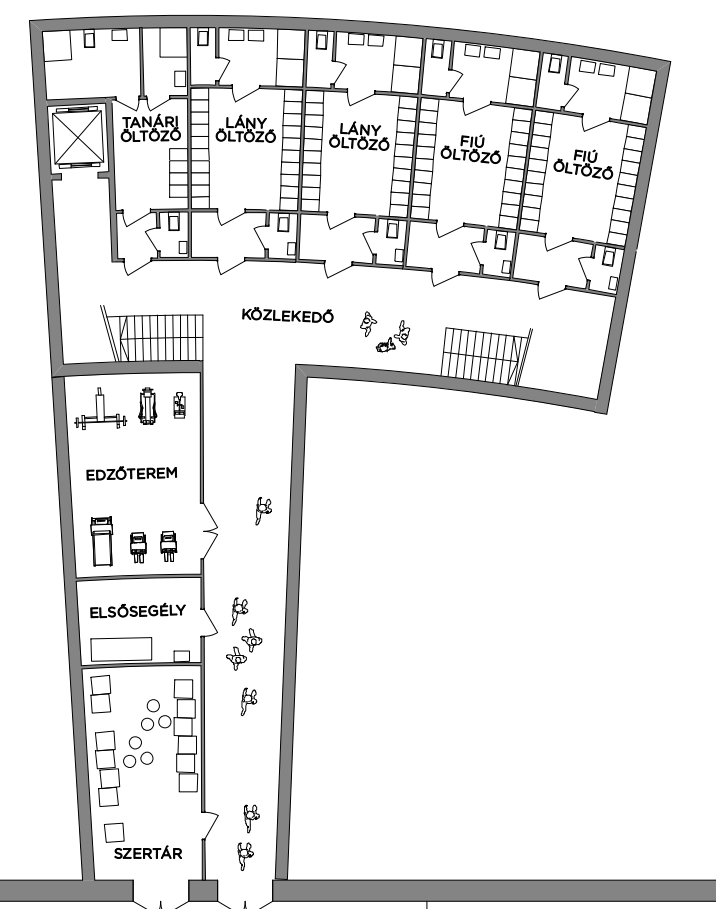 TANÁRI
ÖLTÖZŐ
LÁNY
ÖLTÖZŐ
LÁNY
ÖLTÖZŐ
FIÚ
ÖLTÖZŐ
FIÚ
ÖLTÖZŐ
KÖZLEKEDŐ
EDZŐTEREM
ELSŐSEGÉLY
SZERTÁR